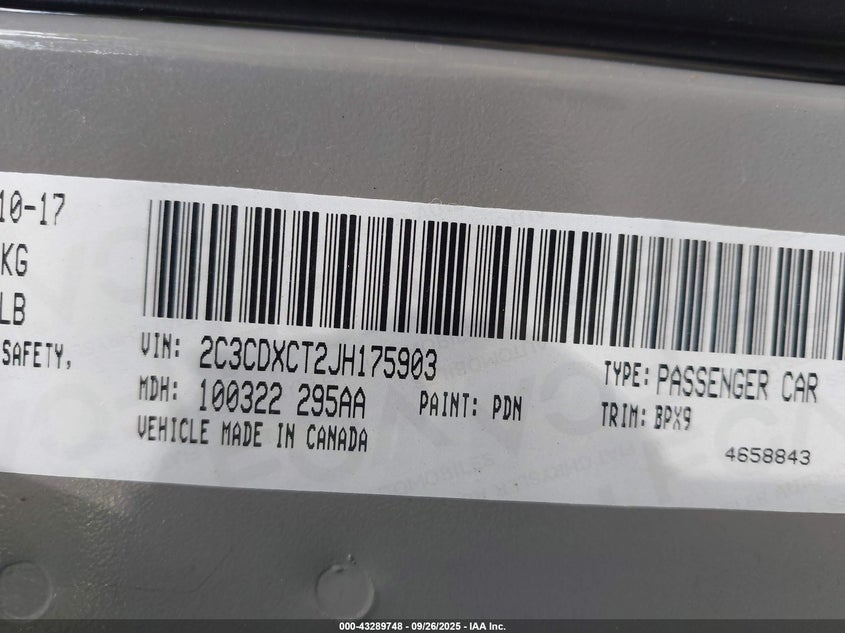 10-17
KG
LB
SAFETY,
VIN: 2C3CDXCT2JH175903
TYPE: PASSENGER CAR
MDH: 100322 295AA
PAINT: PDN
TRIM: BPX9
VEHICLE MADE IN CANADA
4658843
000-43289748 - 09/26/2025 - IAA Inc.